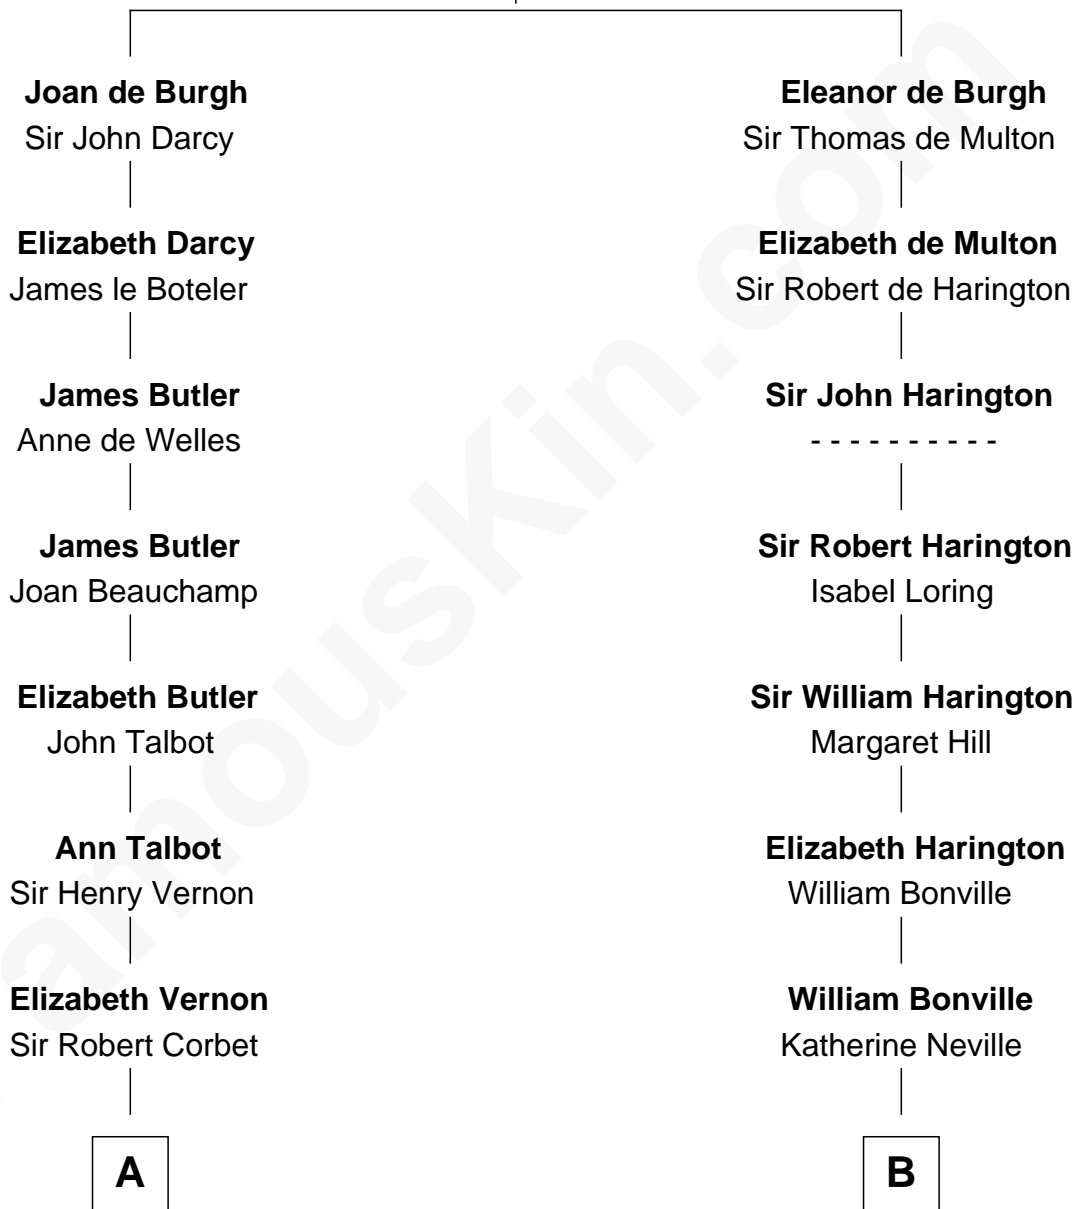 Joan de Burgh
Sir John Darcy
Elizabeth Darcy
James le Boteler
James Butler
Anne de Welles
James Butler
Joan Beauchamp
Elizabeth Butler
John Talbot
Ann Talbot
Sir Henry Vernon
Elizabeth Vernon
Sir Robert Corbet
A
Eleanor de Burgh
Sir Thomas de Multon
Elizabeth de Multon
Sir Robert de Harington
Sir John Harington
- - - - - - - - - -
Sir Robert Harington
Isabel Loring
Sir William Harington
Margaret Hill
Elizabeth Harington
William Bonville
William Bonville
Katherine Neville
B
amousKin.com